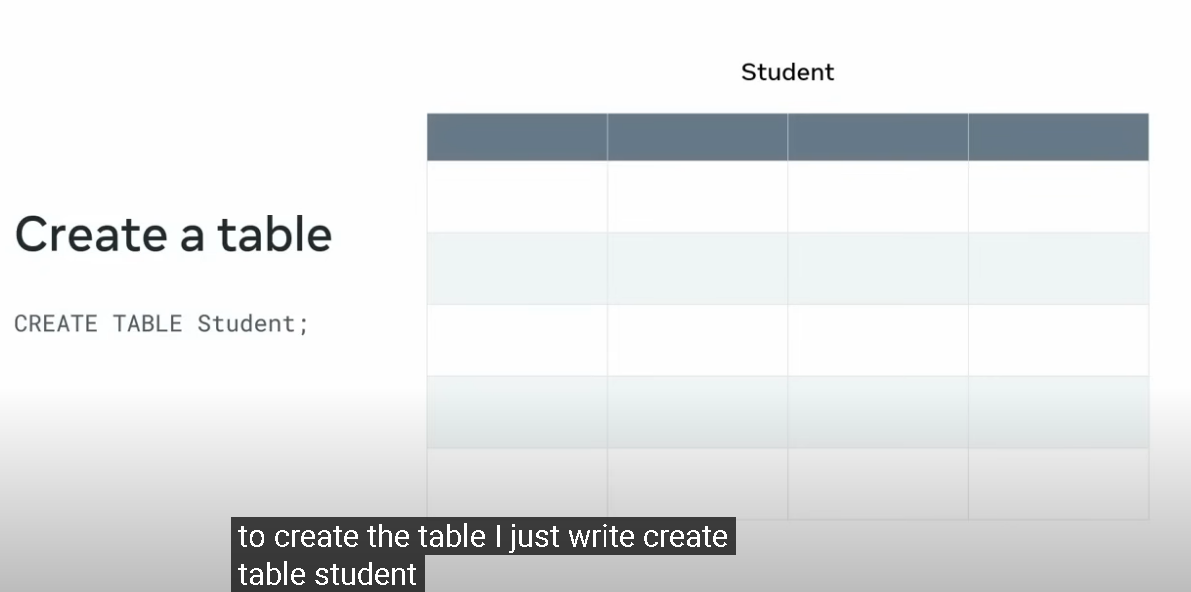 Student
Create a table
CREATE TABLE Student;
to create the table I just write create
table student